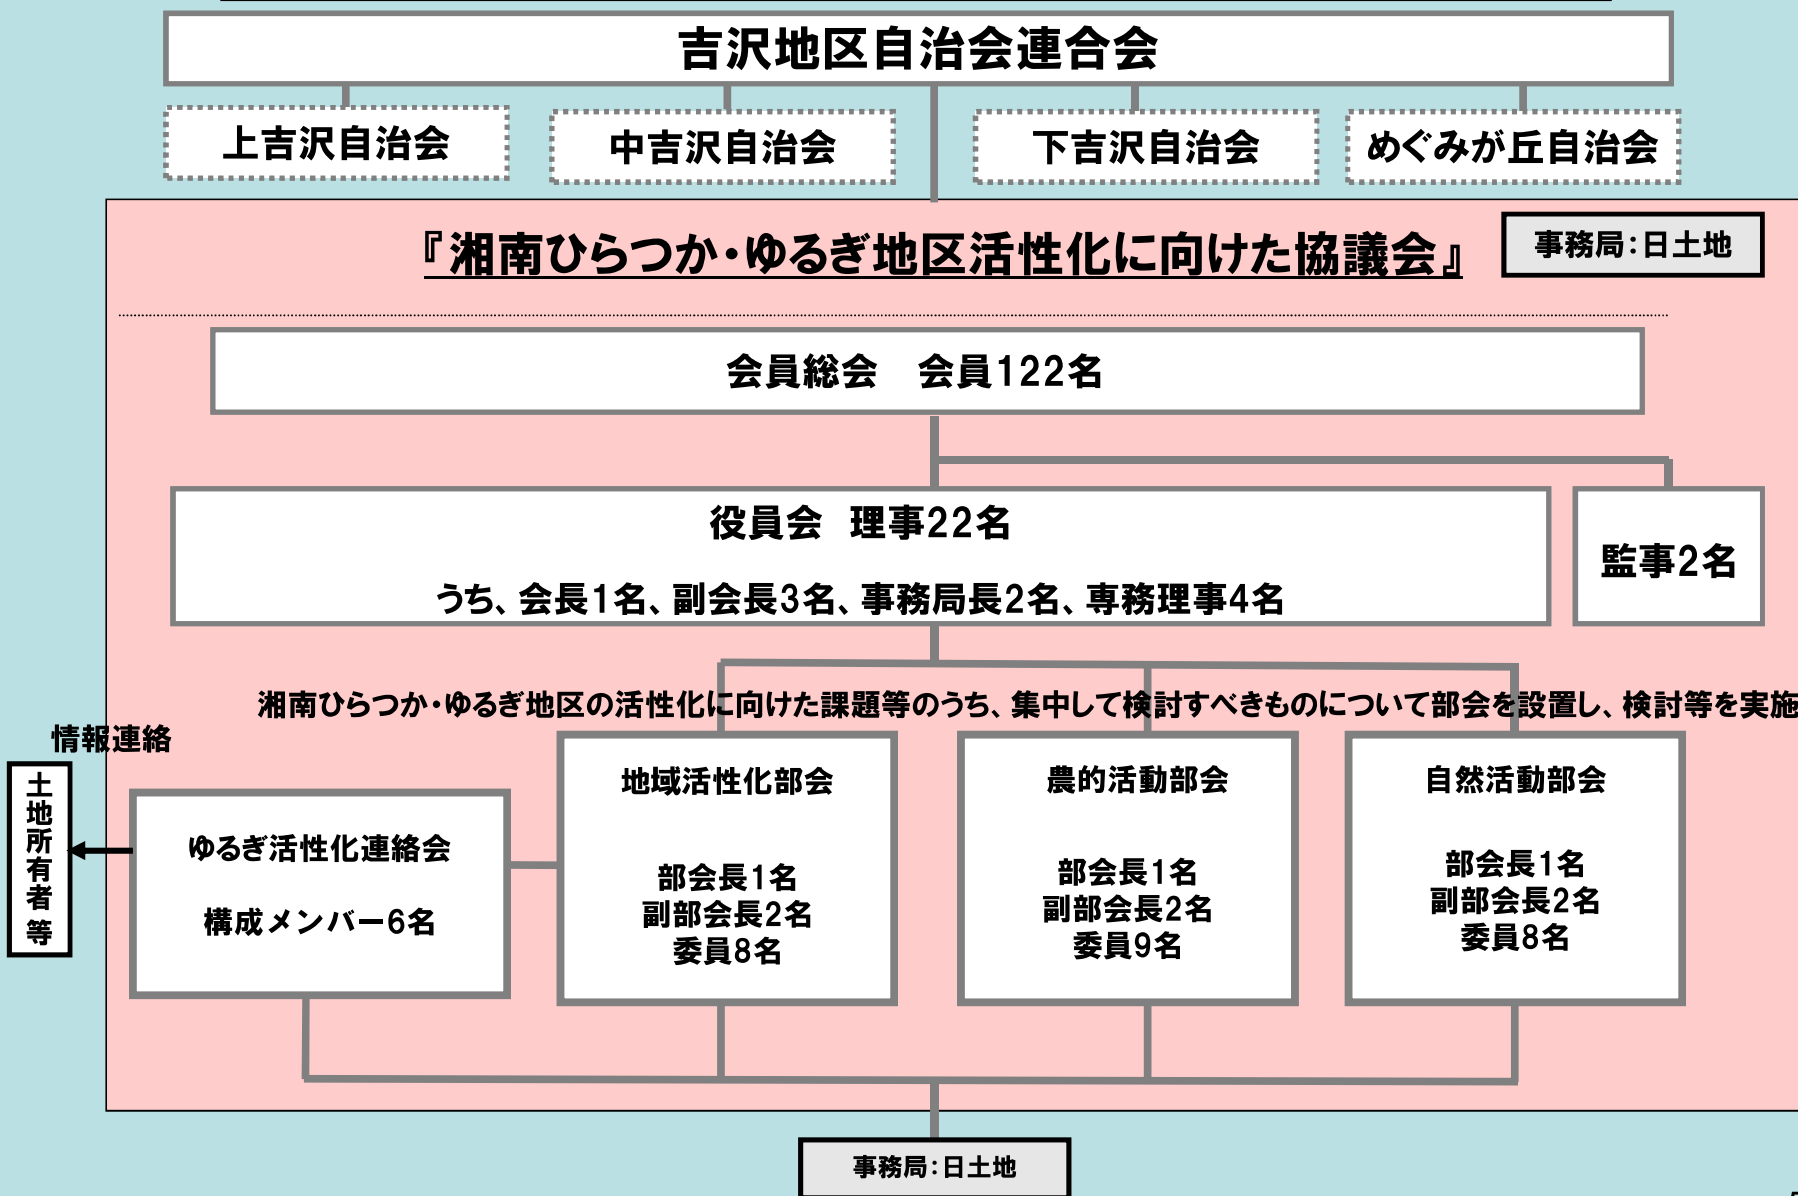 吉沢地区自治会連合会
上吉沢自治会
中吉沢自治会
下吉沢自治会
めぐみが丘自治会
『湘南ひらつか・ゆるぎ地区活性化に向けた協議会』
事務局:日土地
会員総会　会員122名
役員会　理事22名
うち、会長1名、副会長3名、事務局長2名、専務理事4名
監事2名
湘南ひらつか・ゆるぎ地区の活性化に向けた課題等のうち、集中して検討すべきものについて部会を設置し、検討等を実施
情報連絡
土地所有者等
ゆるぎ活性化連絡会
構成メンバー6名
地域活性化部会
部会長1名
副部会長2名
委員8名
農的活動部会
部会長1名
副部会長2名
委員9名
自然活動部会
部会長1名
副部会長2名
委員8名
事務局:日土地